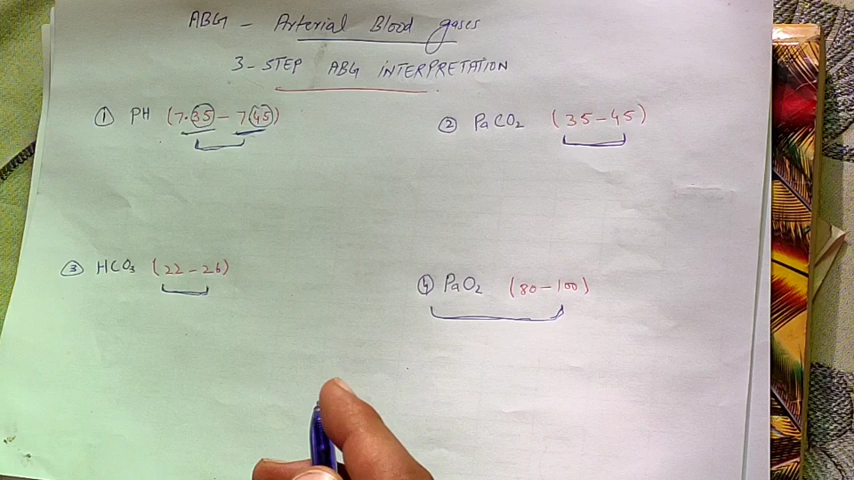 ABG - Arterial Blood gases
3-STEP ABG INTERPRETATION
① PH (7.35 - 7.45)
② PaCO₂ (35-45)
③ HCO₃ (22-26)
④ PaO₂ (80-100)